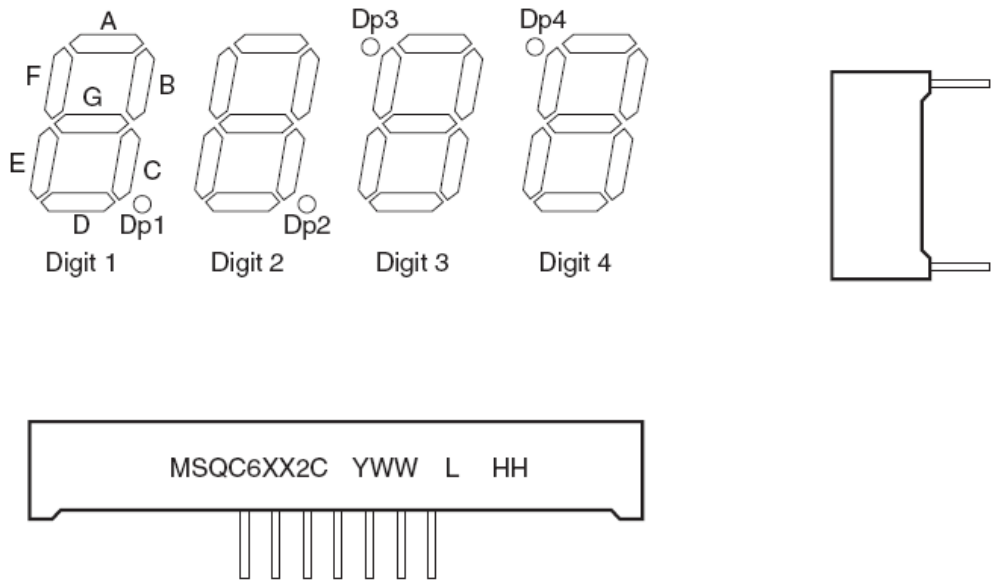 A
F
B
G
E
C
D
Dp1
Dp2
Dp3
Dp4
Digit 1
Digit 2
Digit 3
Digit 4
MSQC6XX2C YWW L HH